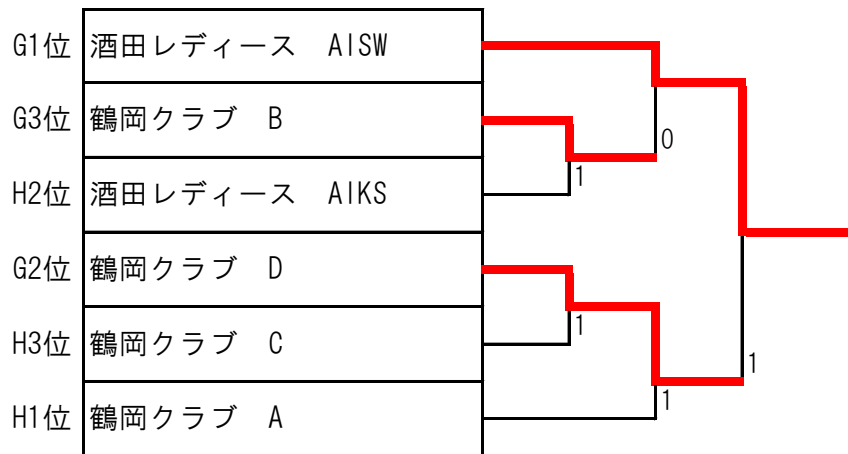 G1位 酒田レディース　AISW
G3位 鶴岡クラブ　B
0
1
H2位 酒田レディース　AIKS
G2位 鶴岡クラブ　D
1
H3位 鶴岡クラブ　C
1
1
H1位 鶴岡クラブ　A